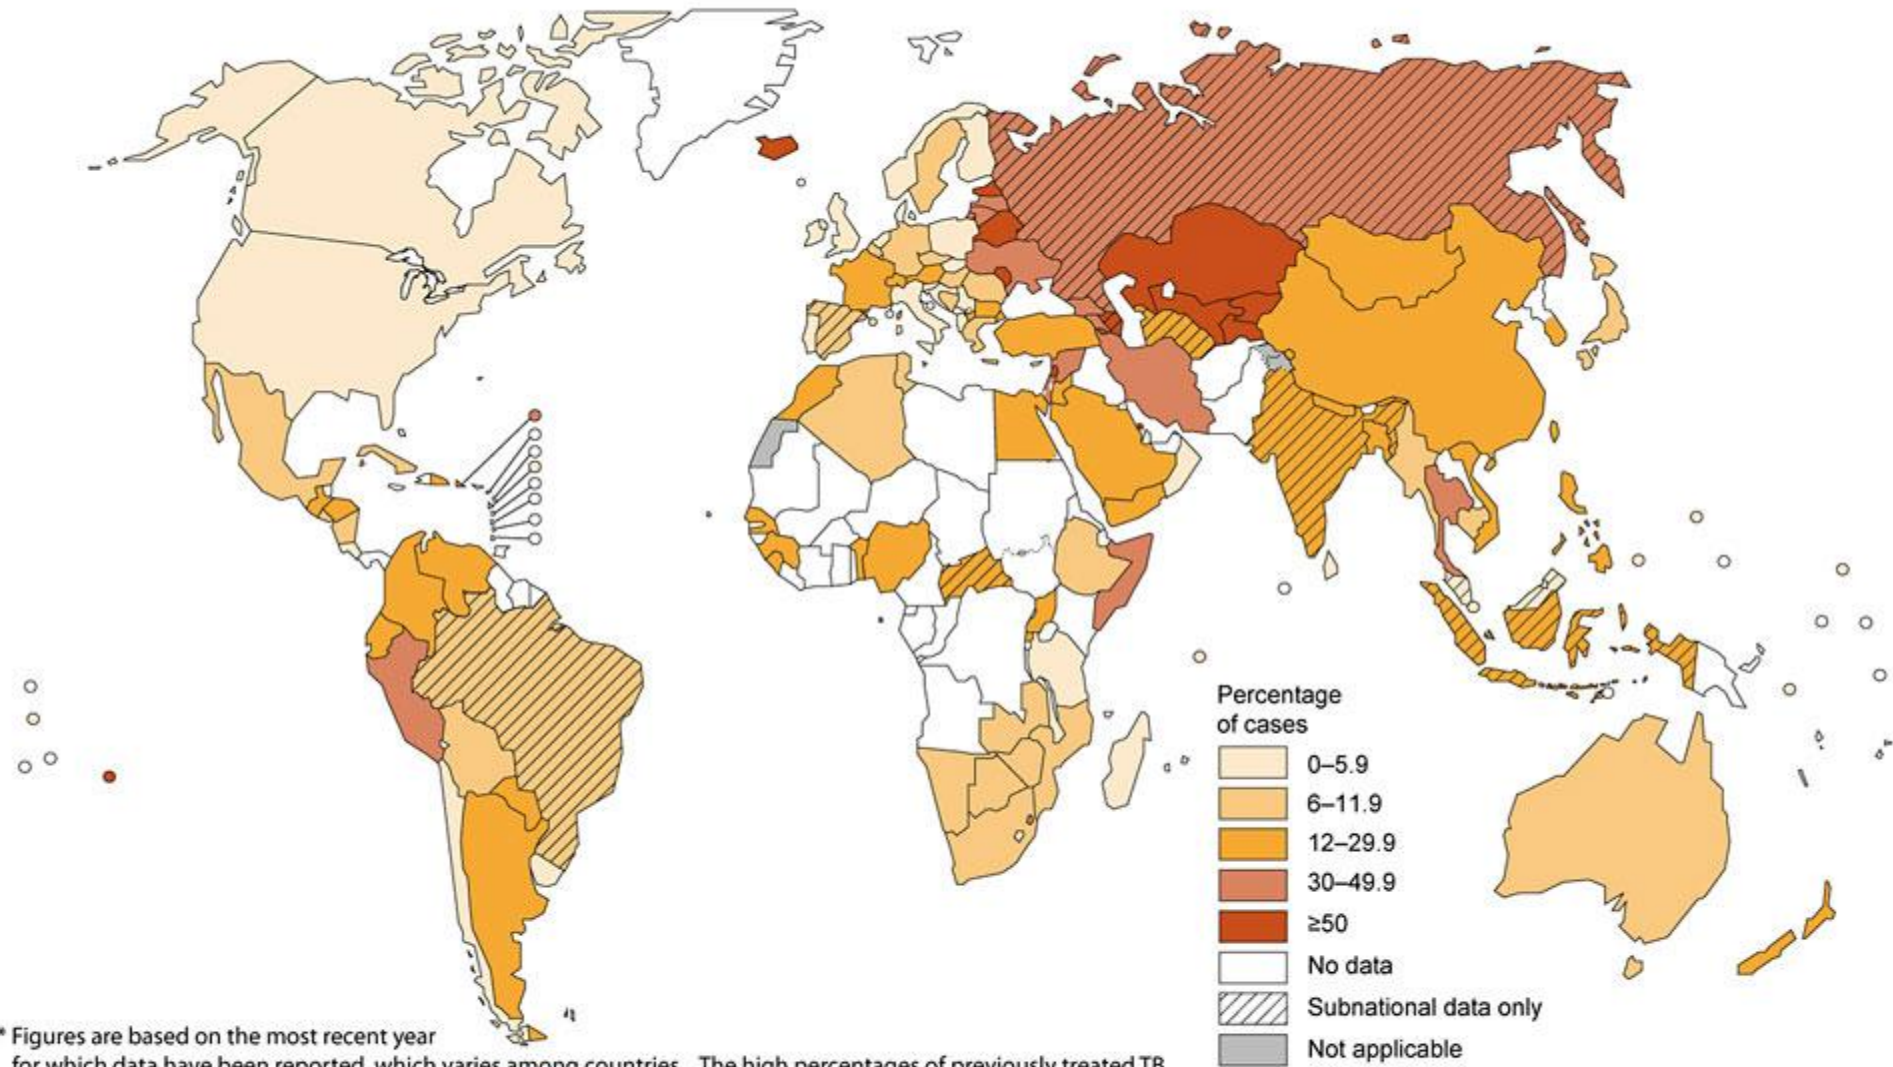 Percentage
of cases
0–5.9
6–11.9
12–29.9
30–49.9
≥50
No data
Subnational data only
Not applicable
* Figures are based on the most recent year
for which data have been reported, which varies among countries. The high percentages of previously treated TB